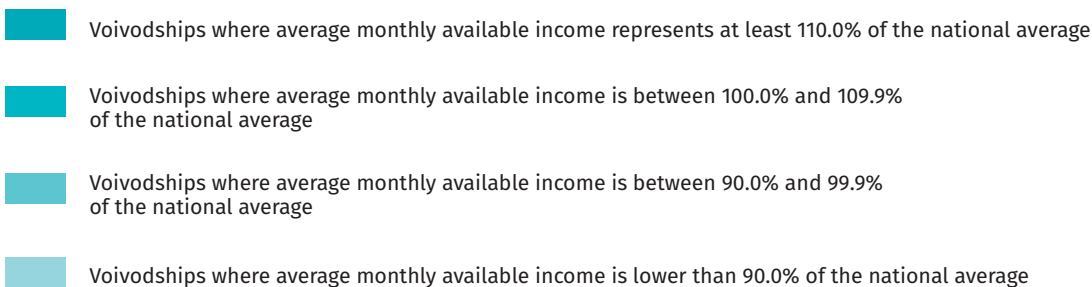 Voivodships where average monthly available income represents at least 110.0% of the national average
Voivodships where average monthly available income is between 100.0% and 109.9%
of the national average
Voivodships where average monthly available income is between 90.0% and 99.9%
of the national average
Voivodships where average monthly available income is lower than 90.0% of the national average